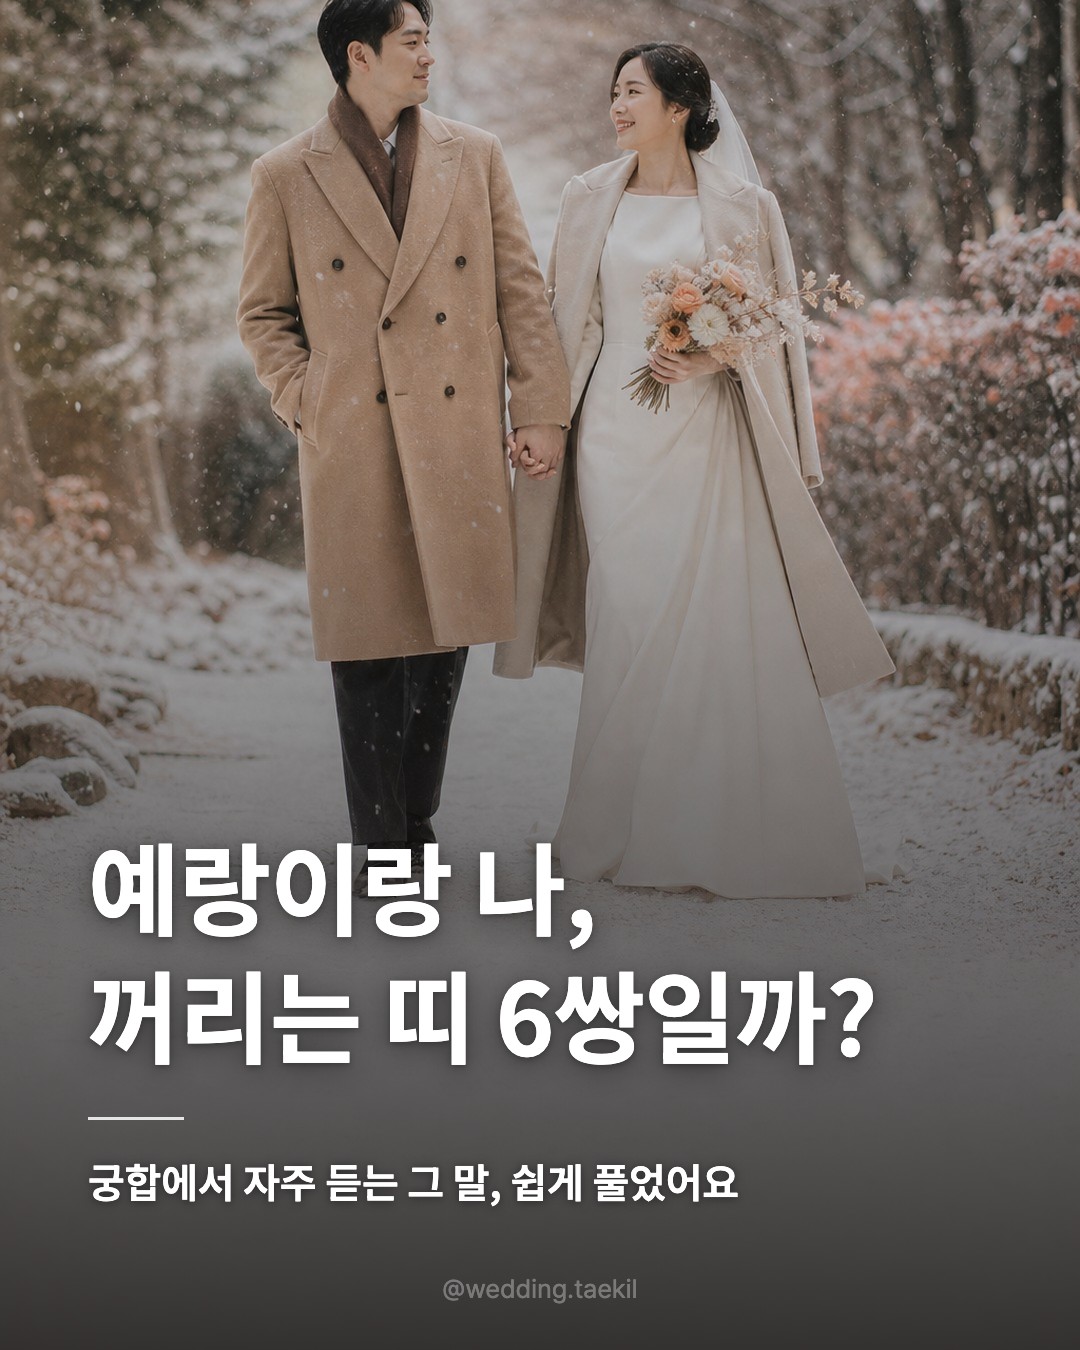 예랑이랑 나,
꺼리는 띠 6쌍일까?
궁합에서 자주 듣는 그 말, 쉽게 풀었어요
@wedding.taekil